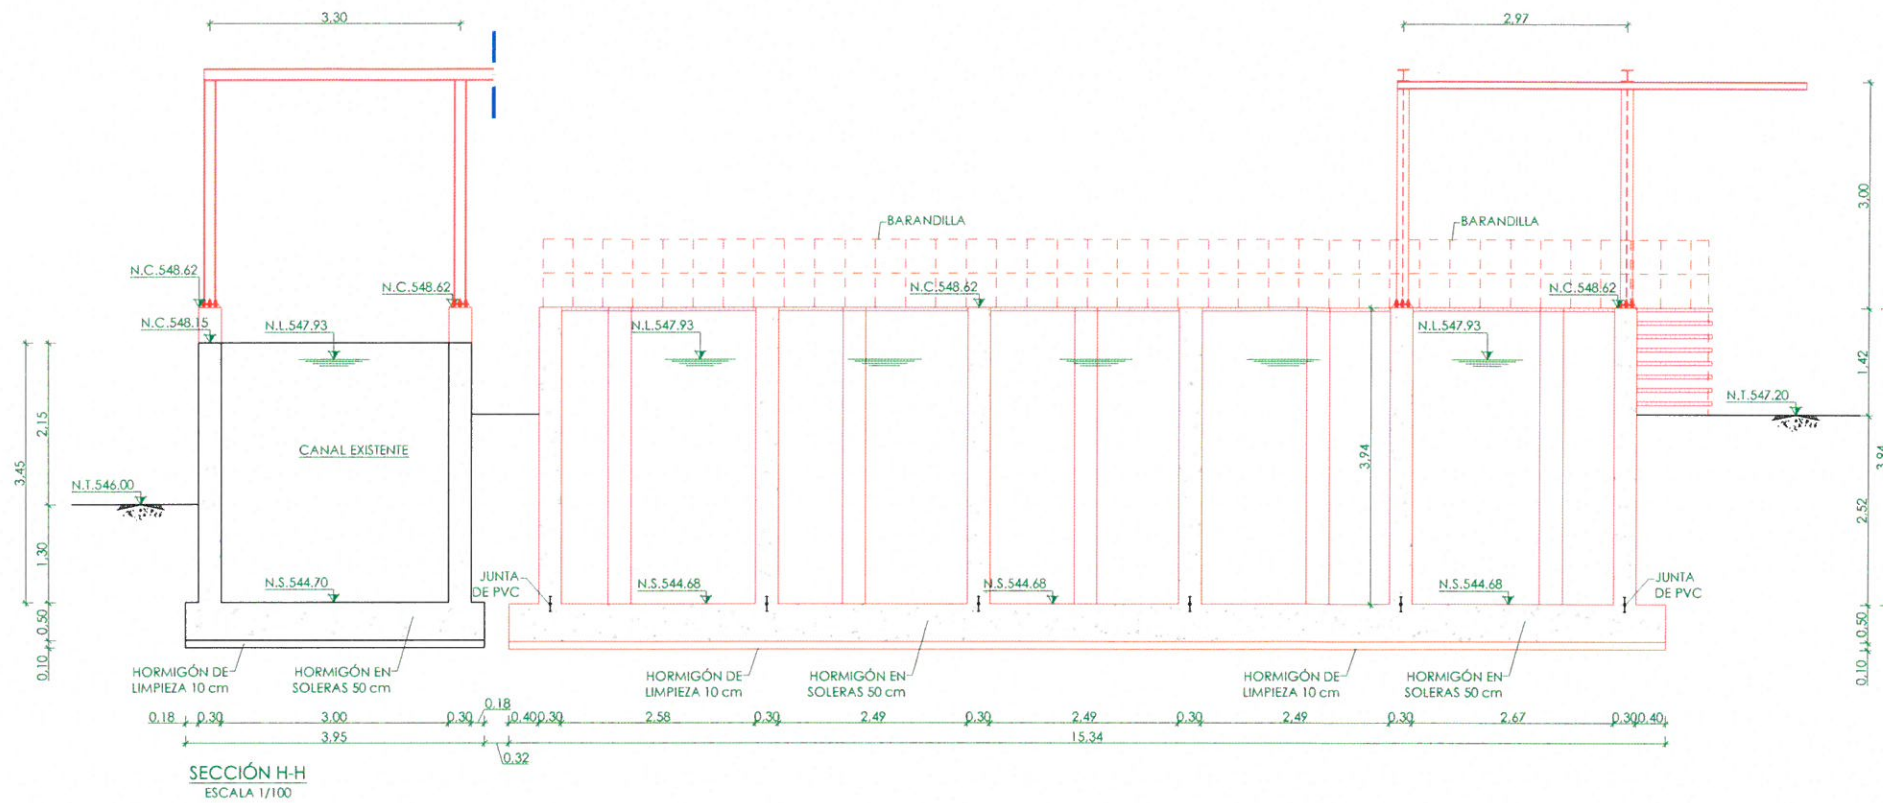 3,30
2,97
3,00
BARANDILLA
BARANDILLA
N.C.548.62
N.C.548.62
N.C.548.62
N.C.548.62
N.C.548.15
N.L.547.93
N.L.547.93
N.L.547.93
1,42
N.T.547.20
2,15
CANAL EXISTENTE
3,45
3,94
3,94
N.T.546.00
2,52
1,30
N.S.544.70
JUNTA
DE PVC
N.S.544.68
N.S.544.68
N.S.544.68
JUNTA
DE PVC
0,50
0,50
0,10
0,10
HORMIGÓN DE
LIMPIEZA 10 cm
HORMIGÓN EN
SOLERAS 50 cm
HORMIGÓN DE
LIMPIEZA 10 cm
HORMIGÓN EN
SOLERAS 50 cm
HORMIGÓN DE
LIMPIEZA 10 cm
HORMIGÓN EN
SOLERAS 50 cm
0,18 0,30 3,00 0,30 0,18 0,40 0,30 2,58 0,30 2,49 0,30 2,49 0,30 2,49 0,30 2,67 0,30 0,40
3,95 0,32 15,34
SECCIÓN H-H
ESCALA 1/100